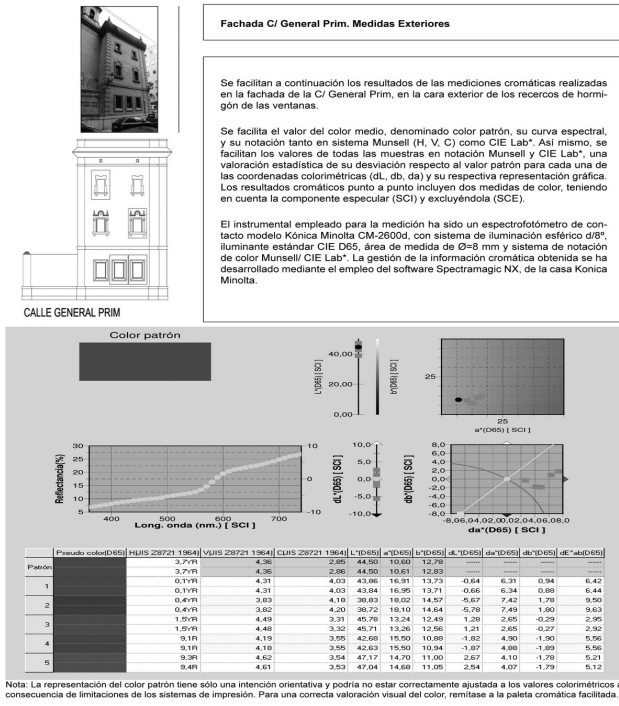 Fachada C/ General Prim. Medidas Exteriores
Se facilitan a continuación los resultados de las mediciones cromáticas realizadas
en la fachada de la C/ General Prim, en la cara exterior de los recercos de hormi-
gón de las ventanas.
Se facilita el valor del color medio, denominado color patrón, su curva espectral,
y su notación tanto en sistema Munsell (H, V, C) como CIE Lab*. Así mismo, se
facilitan los valores de todas las muestras en notación Munsell y CIE Lab*, una
valoración estadística de su desviación respecto al valor patrón para cada una de
las coordenadas colorimétricas (dL, db, da) y su respectiva representación gráfica.
Los resultados cromáticos punto a punto incluyen dos medidas de color, teniendo
en cuenta la componente especular (SCI) y excluyéndola (SCE).
El instrumental empleado para la medición ha sido un espectrofotómetro de con-
tacto modelo Kónica Minolta CM-2600d, con sistema de iluminación esférico d/8º,
iluminante estándar CIE D65, área de medida de Ø=8 mm y sistema de notación
de color Munsell/ CIE Lab*. La gestión de la información cromática obtenida se ha
desarrollado mediante el empleo del software Spectramagic NX, de la casa Konica
Minolta.
CALLE GENERAL PRIM
Color patrón
L*(D65) [ SCI ]
40,00
20,00
0,00
b*(D65) [ SCI ]
25
25
a*(D65) [ SCI ]
Reflectancia(%)
30
25
20
15
10
5
10
0
-10
400 500 600 700
Long. onda (nm.) [ SCI ]
dL*(D65) [ SCI ]
10,0
5,0
0,0
-5,0
-10,0
db*(D65) [ SCI ]
8,0
6,0
4,0
2,0
0,0
-2,0
-4,0
-6,0
-8,0
-8,0-6,0-4,0-2,0 0,0 2,0 4,0 6,0 8,0
da*(D65) [ SCI ]
Pseudo color(D65) H(JIS Z8721 1964) V(JIS Z8721 1964) C(JIS Z8721 1964) L*(D65) a*(D65) b*(D65) dL*(D65) da*(D65) db*(D65) dE*ab(D65)
Patrón 3,7YR 4,36 2,85 44,50 10,60 12,78 ------ ------ ------ ------
3,7YR 4,36 2,86 44,50 10,61 12,83 ------ ------ ------ ------
1 0,1YR 4,31 4,03 43,86 16,91 13,73 -0,64 6,31 0,94 6,42
0,1YR 4,31 4,03 43,84 16,95 13,71 -0,66 6,34 0,88 6,44
2 0,4YR 3,83 4,18 38,83 18,02 14,57 -5,67 7,42 1,78 9,50
0,4YR 3,82 4,20 38,72 18,10 14,64 -5,78 7,49 1,80 9,63
3 1,5YR 4,49 3,31 45,78 13,24 12,49 1,28 2,65 -0,29 2,95
1,5YR 4,48 3,32 45,71 13,26 12,56 1,21 2,65 -0,27 2,92
4 9,1R 4,19 3,55 42,68 15,50 10,88 -1,82 4,90 -1,90 5,56
9,1R 4,18 3,55 42,63 15,50 10,94 -1,87 4,88 -1,89 5,56
5 9,3R 4,62 3,54 47,17 14,70 11,00 2,67 4,10 -1,78 5,21
9,4R 4,61 3,53 47,04 14,68 11,05 2,54 4,07 -1,79 5,12
Nota: La representación del color patrón tiene sólo una intención orientativa y podría no estar correctamente ajustada a los valores colorimétricos a
consecuencia de limitaciones de los sistemas de impresión. Para una correcta valoración visual del color, remítase a la paleta cromática facilitada.